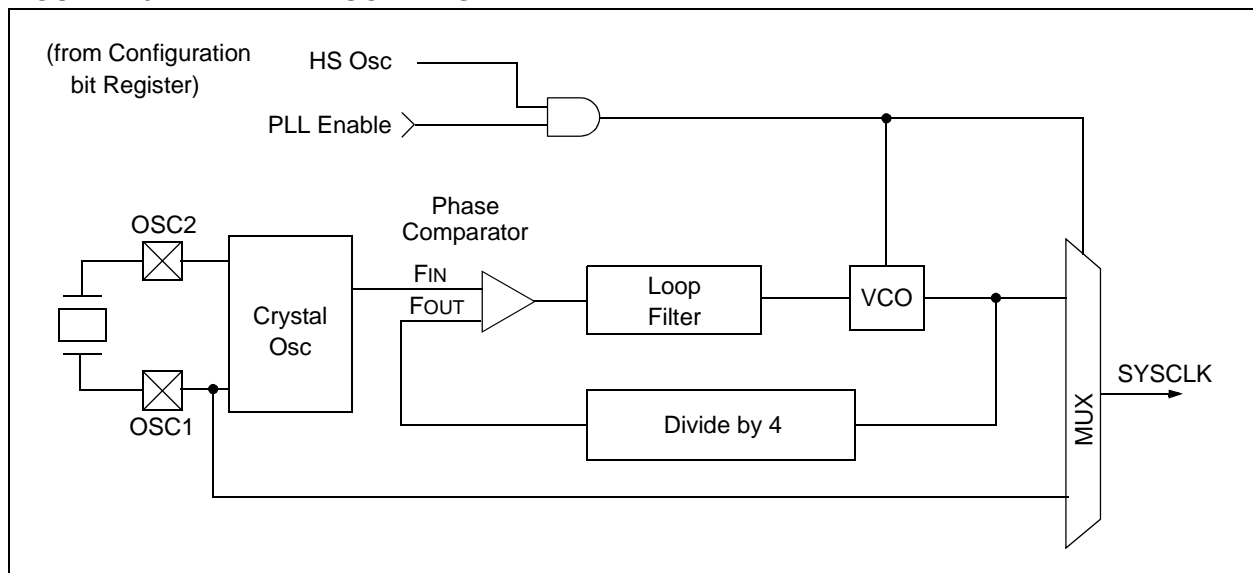 (from Configuration
bit Register)
HS Osc
PLL Enable
Phase
Comparator
OSC2
FIN
FOUT
Crystal
Osc
Loop
Filter
VCO
SYSCLK
OSC1
Divide by 4
MUX